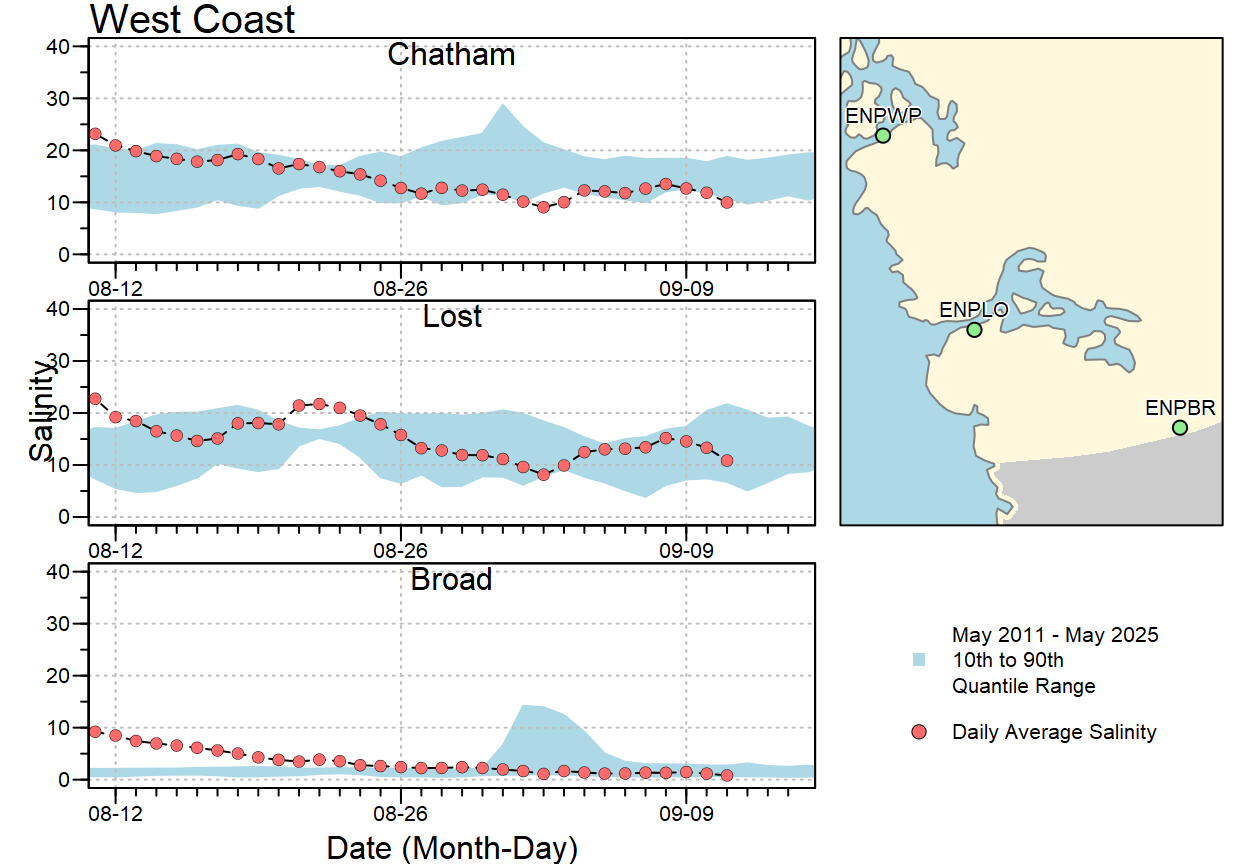 West Coast
Chatham
40
30
20
10
0
08-12
08-26
09-09
Lost
40
30
20
10
0
08-12
08-26
09-09
Broad
40
30
20
10
0
08-12
08-26
09-09
Salinity
Date (Month-Day)
ENPWP
ENPLO
ENPBR
May 2011 - May 2025
10th to 90th
Quantile Range
Daily Average Salinity